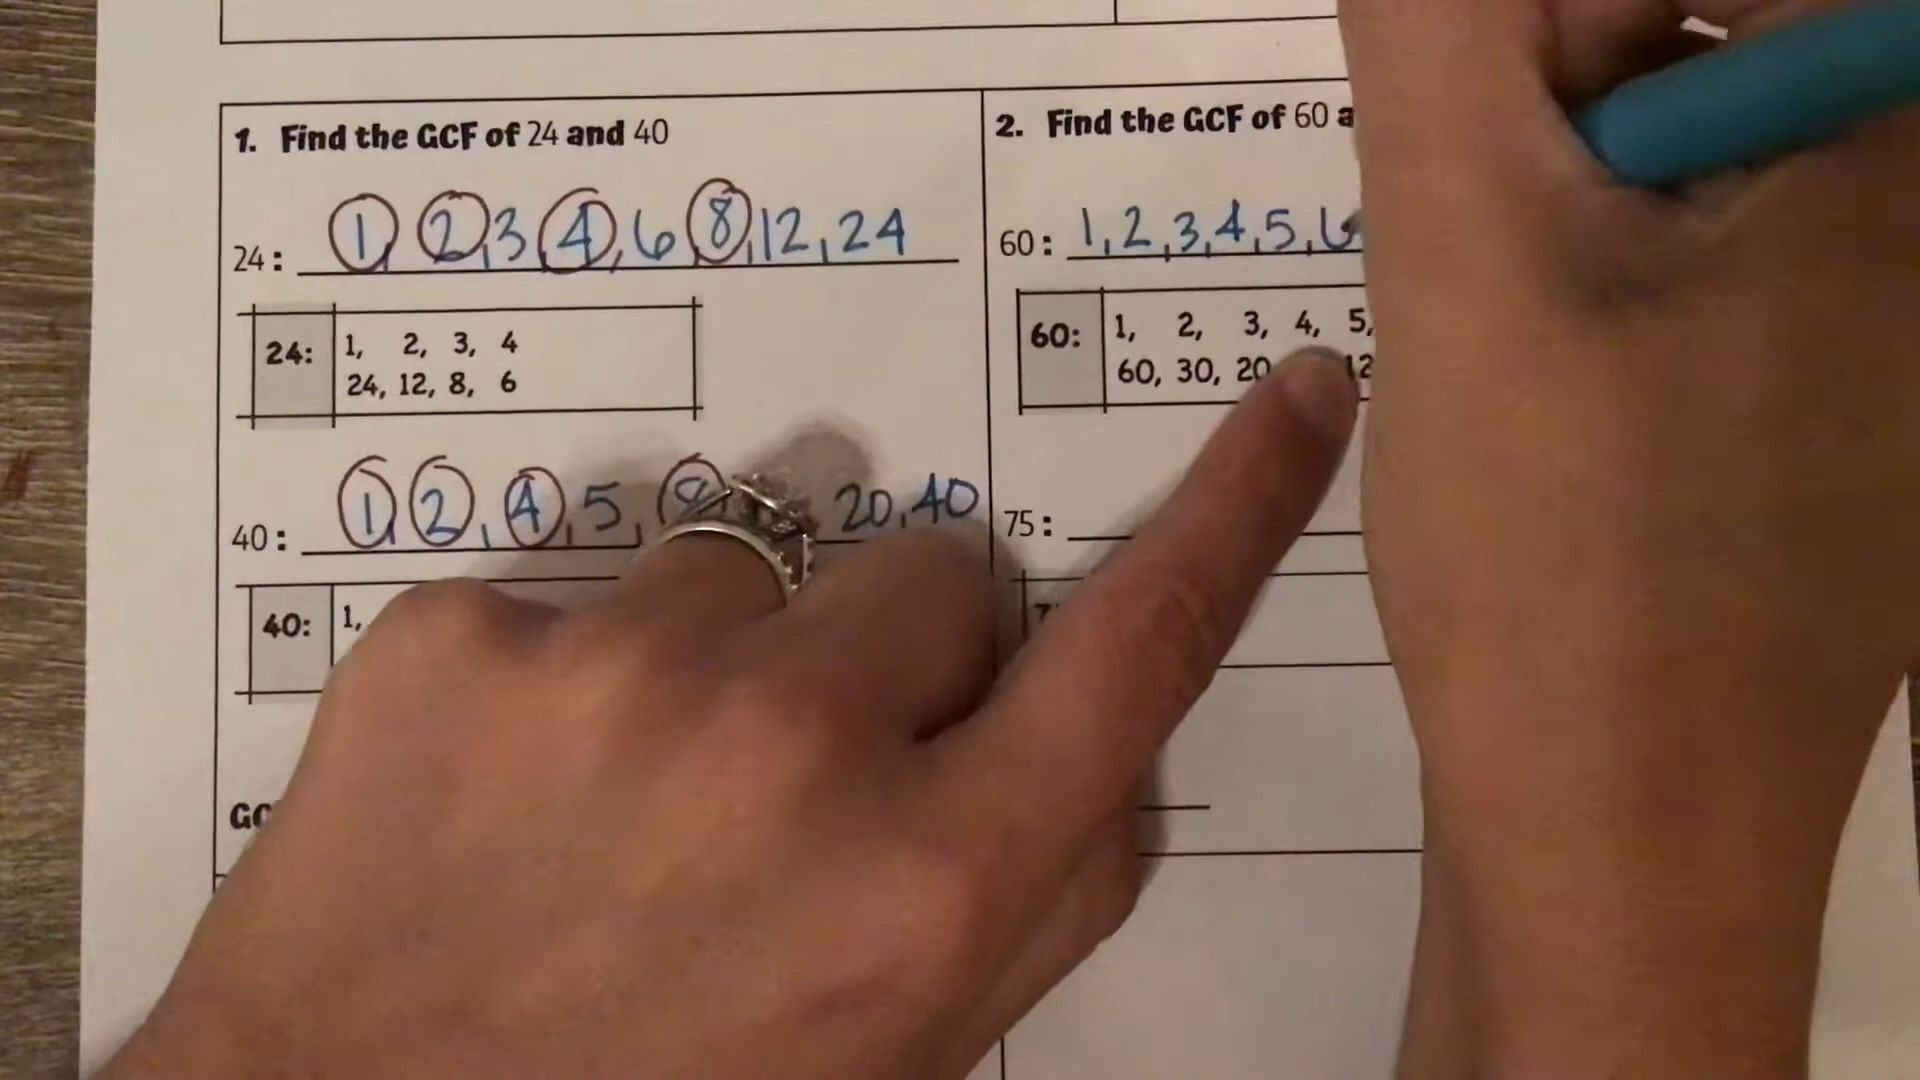 1. Find the GCF of 24 and 40
24: 1, 2, 3, 4, 6, 8, 12, 24
24: 1, 2, 3, 4
24, 12, 8, 6
40: 1, 2, 4, 5, 8 20, 40
40: 1,
2. Find the GCF of 60 a
60: 1, 2, 3, 4, 5, 6
60: 1, 2, 3, 4, 5,
60, 30, 20 12
75: